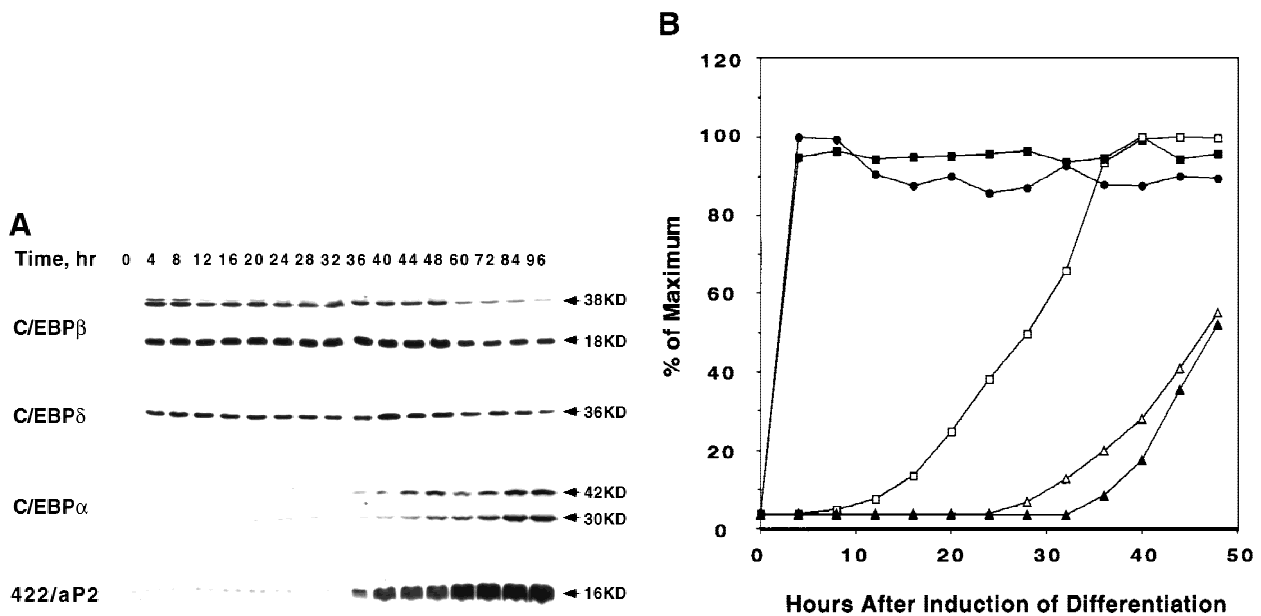 A
Time, hr 0 4 8 12 16 20 24 28 32 36 40 44 48 60 72 84 96
C/EBPβ
38KD
18KD
C/EBPδ
36KD
C/EBPα
42KD
30KD
422/aP2
16KD
B
120
100
80
60
40
20
0
% of Maximum
0 10 20 30 40 50
Hours After Induction of Differentiation